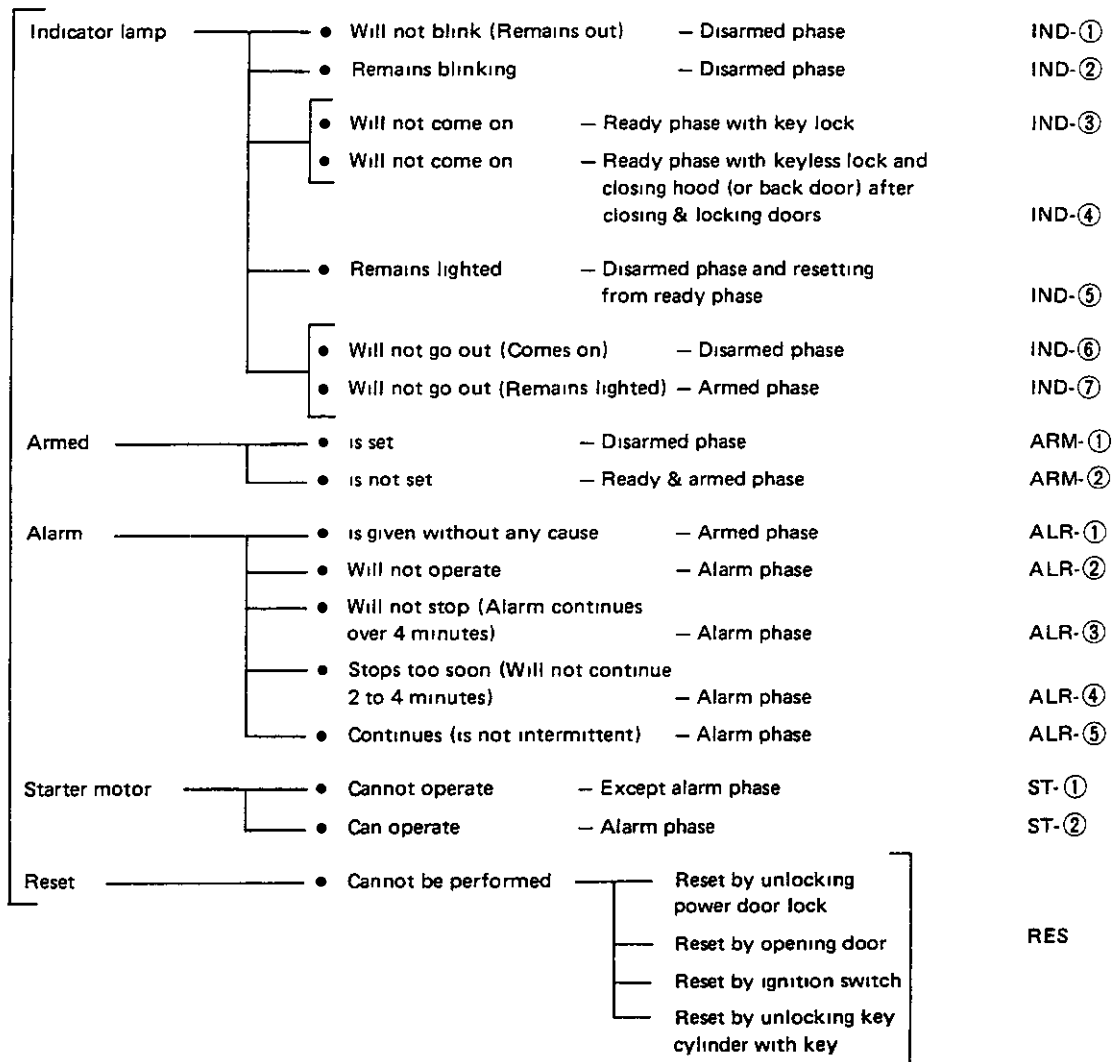 Indicator lamp • Will not blink (Remains out) – Disarmed phase IND-①
• Remains blinking – Disarmed phase IND-②
• Will not come on – Ready phase with key lock IND-③
• Will not come on – Ready phase with keyless lock and
closing hood (or back door) after
closing & locking doors IND-④
• Remains lighted – Disarmed phase and resetting
from ready phase IND-⑤
• Will not go out (Comes on) – Disarmed phase IND-⑥
• Will not go out (Remains lighted) – Armed phase IND-⑦
Armed • is set – Disarmed phase ARM-①
• is not set – Ready & armed phase ARM-②
Alarm • is given without any cause – Armed phase ALR-①
• Will not operate – Alarm phase ALR-②
• Will not stop (Alarm continues
over 4 minutes) – Alarm phase ALR-③
• Stops too soon (Will not continue
2 to 4 minutes) – Alarm phase ALR-④
• Continues (is not intermittent) – Alarm phase ALR-⑤
Starter motor • Cannot operate – Except alarm phase ST-①
• Can operate – Alarm phase ST-②
Reset • Cannot be performed Reset by unlocking
power door lock
Reset by opening door RES
Reset by ignition switch
Reset by unlocking key
cylinder with key